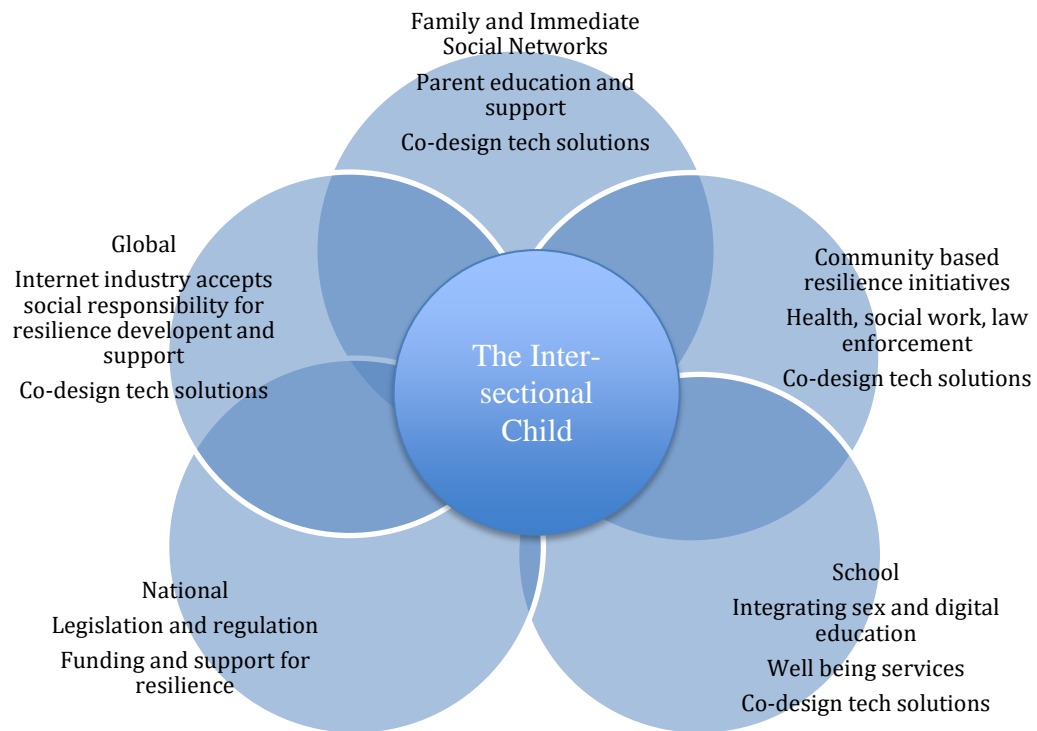 Family and Immediate
Social Networks
Parent education and
support
Co-design tech solutions
Global
Internet industry accepts
social responsibility for
resilience developent and
support
Co-design tech solutions
Community based
resilience initiatives
Health, social work, law
enforcement
Co-design tech solutions
The Inter-
sectional
Child
National
Legislation and regulation
Funding and support for
resilience
School
Integrating sex and digital
education
Well being services
Co-design tech solutions